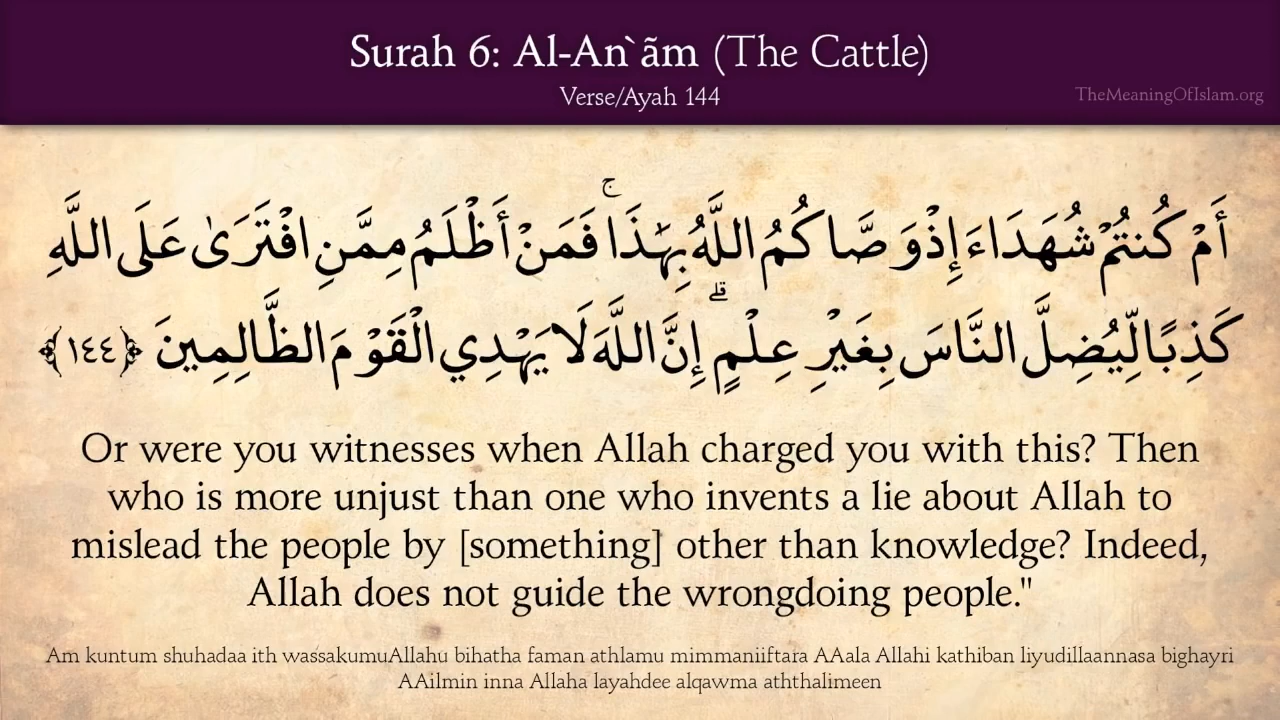 Surah 6: Al-An`ãm (The Cattle)
Verse/Ayah 144
TheMeaningOfIslam.org
أَمْ كُنتُمْ شُهَدَاءَ إِذْ وَصَّاكُمُ اللَّهُ بِهَٰذَا ۚ فَمَنْ أَظْلَمُ مِمَّنِ افْتَرَىٰ عَلَى اللَّهِ
كَذِبًا لِّيُضِلَّ النَّاسَ بِغَيْرِ عِلْمٍ ۗ إِنَّ اللَّهَ لَا يَهْدِي الْقَوْمَ الظَّالِمِينَ ﴿١٤٤﴾
Or were you witnesses when Allah charged you with this? Then
who is more unjust than one who invents a lie about Allah to
mislead the people by [something] other than knowledge? Indeed,
Allah does not guide the wrongdoing people."
Am kuntum shuhadaa ith wassakumuAllahu bihatha faman athlamu mimmaniiftara AAala Allahi kathiban liyudillaannasa bighayri
AAilmin inna Allaha layahdee alqawma aththalimeen